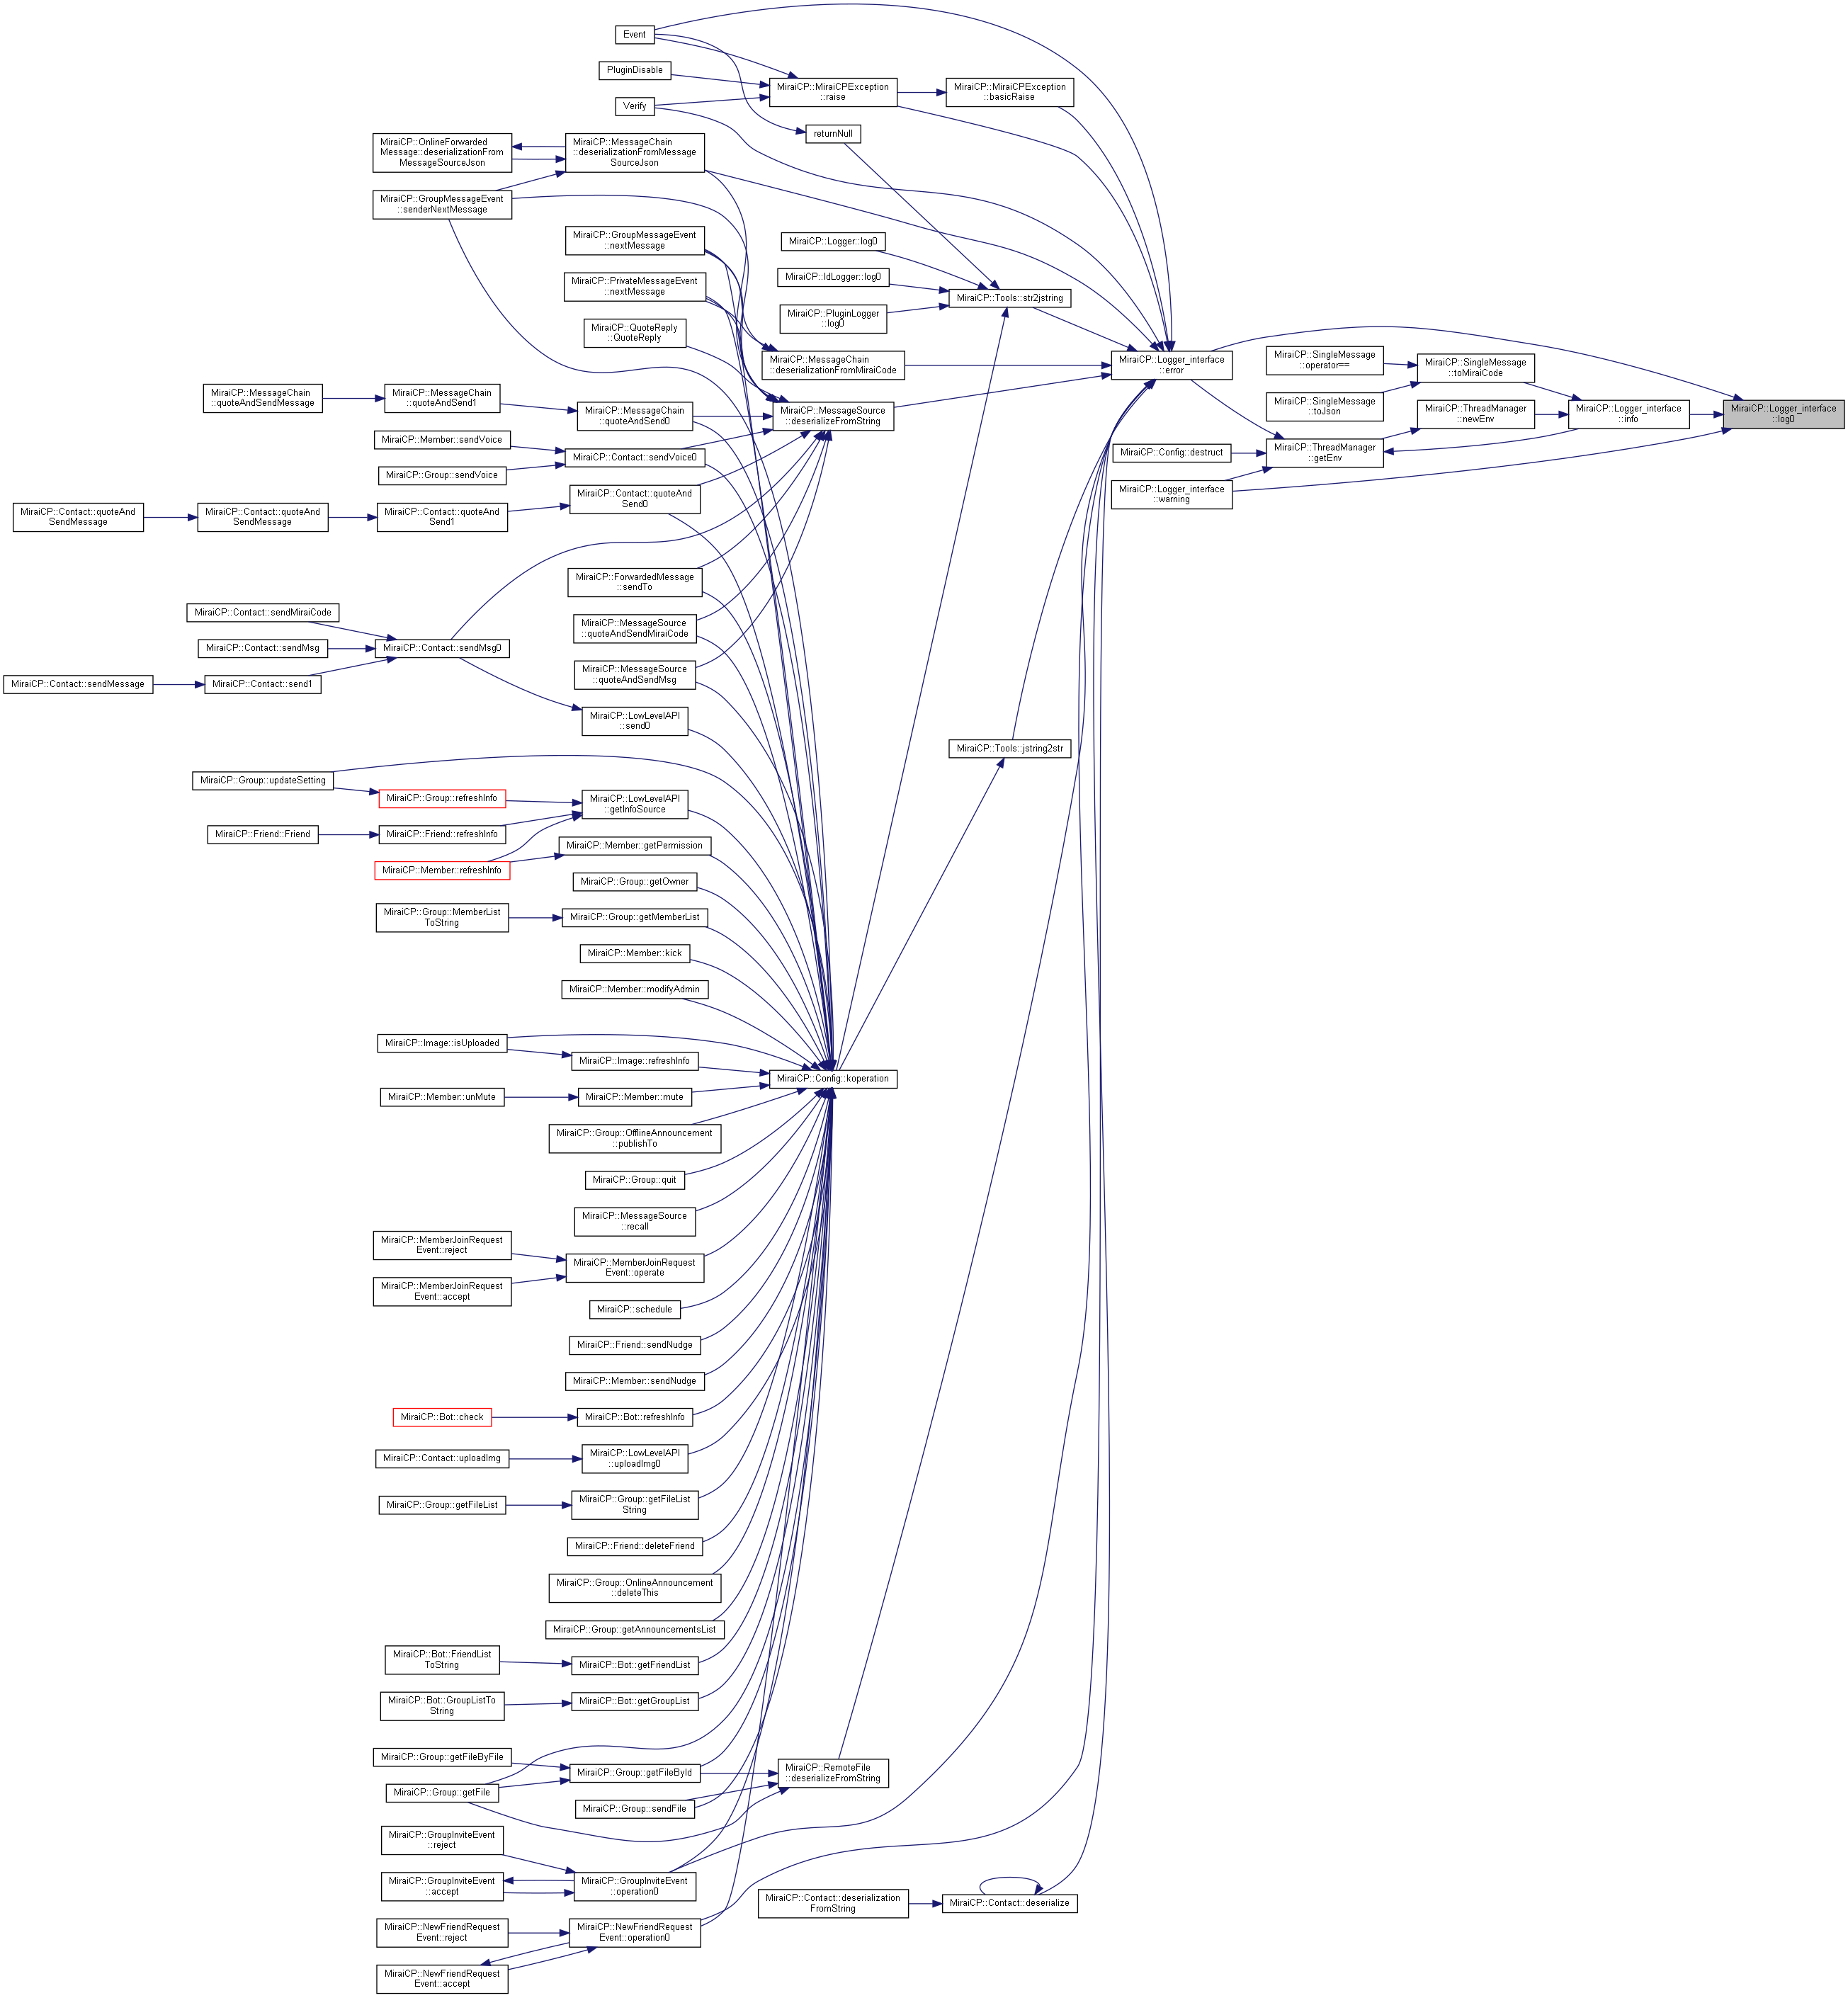 Event
PluginDisable
MiraiCP::MiraiCPException
::raise
MiraiCP::MiraiCPException
::basicRaise
Verify
returnNull
MiraiCP::OnlineForwarded
Message::deserializationFrom
MessageSourceJson
MiraiCP::MessageChain
::deserializationFromMessage
SourceJson
MiraiCP::GroupMessageEvent
::senderNextMessage
MiraiCP::GroupMessageEvent
::nextMessage
MiraiCP::Logger::log0
MiraiCP::PrivateMessageEvent
::nextMessage
MiraiCP::IdLogger::log0
MiraiCP::Tools::str2jstring
MiraiCP::PluginLogger
::log0
MiraiCP::QuoteReply
::QuoteReply
MiraiCP::MessageChain
::deserializationFromMiraiCode
MiraiCP::Logger_interface
::error
MiraiCP::SingleMessage
::operator==
MiraiCP::SingleMessage
::toMiraiCode
MiraiCP::SingleMessage
::toJson
MiraiCP::MessageChain
::quoteAndSendMessage
MiraiCP::MessageChain
::quoteAndSend1
MiraiCP::MessageChain
::quoteAndSend0
MiraiCP::MessageSource
::deserializeFromString
MiraiCP::ThreadManager
::newEnv
MiraiCP::Logger_interface
::info
MiraiCP::Logger_interface
::log0
MiraiCP::Member::sendVoice
MiraiCP::Contact::sendVoice0
MiraiCP::Group::sendVoice
MiraiCP::Config::destruct
MiraiCP::ThreadManager
::getEnv
MiraiCP::Logger_interface
::warning
MiraiCP::Contact::quoteAnd
Send0
MiraiCP::Contact::quoteAnd
SendMessage
MiraiCP::Contact::quoteAnd
SendMessage
MiraiCP::Contact::quoteAnd
Send1
MiraiCP::ForwardedMessage
::sendTo
MiraiCP::Contact::sendMiraiCode
MiraiCP::MessageSource
::quoteAndSendMiraiCode
MiraiCP::Contact::sendMsg
MiraiCP::Contact::sendMsg0
MiraiCP::Contact::sendMessage
MiraiCP::Contact::send1
MiraiCP::MessageSource
::quoteAndSendMsg
MiraiCP::LowLevelAPI
::send0
MiraiCP::Tools::jstring2str
MiraiCP::Group::updateSetting
MiraiCP::Group::refreshInfo
MiraiCP::LowLevelAPI
::getInfoSource
MiraiCP::Friend::Friend
MiraiCP::Friend::refreshInfo
MiraiCP::Member::getPermission
MiraiCP::Member::refreshInfo
MiraiCP::Group::getOwner
MiraiCP::Group::MemberList
ToString
MiraiCP::Group::getMemberList
MiraiCP::Member::kick
MiraiCP::Member::modifyAdmin
MiraiCP::Image::isUploaded
MiraiCP::Image::refreshInfo
MiraiCP::Config::koperation
MiraiCP::Member::unMute
MiraiCP::Member::mute
MiraiCP::Group::OfflineAnnouncement
::publishTo
MiraiCP::Group::quit
MiraiCP::MessageSource
::recall
MiraiCP::MemberJoinRequest
Event::reject
MiraiCP::MemberJoinRequest
Event::operate
MiraiCP::MemberJoinRequest
Event::accept
MiraiCP::schedule
MiraiCP::Friend::sendNudge
MiraiCP::Member::sendNudge
MiraiCP::Bot::check
MiraiCP::Bot::refreshInfo
MiraiCP::Contact::uploadImg
MiraiCP::LowLevelAPI
::uploadImg0
MiraiCP::Group::getFileList
MiraiCP::Group::getFileList
String
MiraiCP::Friend::deleteFriend
MiraiCP::Group::OnlineAnnouncement
::deleteThis
MiraiCP::Group::getAnnouncementsList
MiraiCP::Bot::FriendList
ToString
MiraiCP::Bot::getFriendList
MiraiCP::Bot::GroupListTo
String
MiraiCP::Bot::getGroupList
MiraiCP::Group::getFileByFile
MiraiCP::Group::getFileById
MiraiCP::RemoteFile
::deserializeFromString
MiraiCP::Group::getFile
MiraiCP::Group::sendFile
MiraiCP::GroupInviteEvent
::reject
MiraiCP::GroupInviteEvent
::accept
MiraiCP::GroupInviteEvent
::operation0
MiraiCP::Contact::deserialization
FromString
MiraiCP::Contact::deserialize
MiraiCP::NewFriendRequest
Event::reject
MiraiCP::NewFriendRequest
Event::operation0
MiraiCP::NewFriendRequest
Event::accept